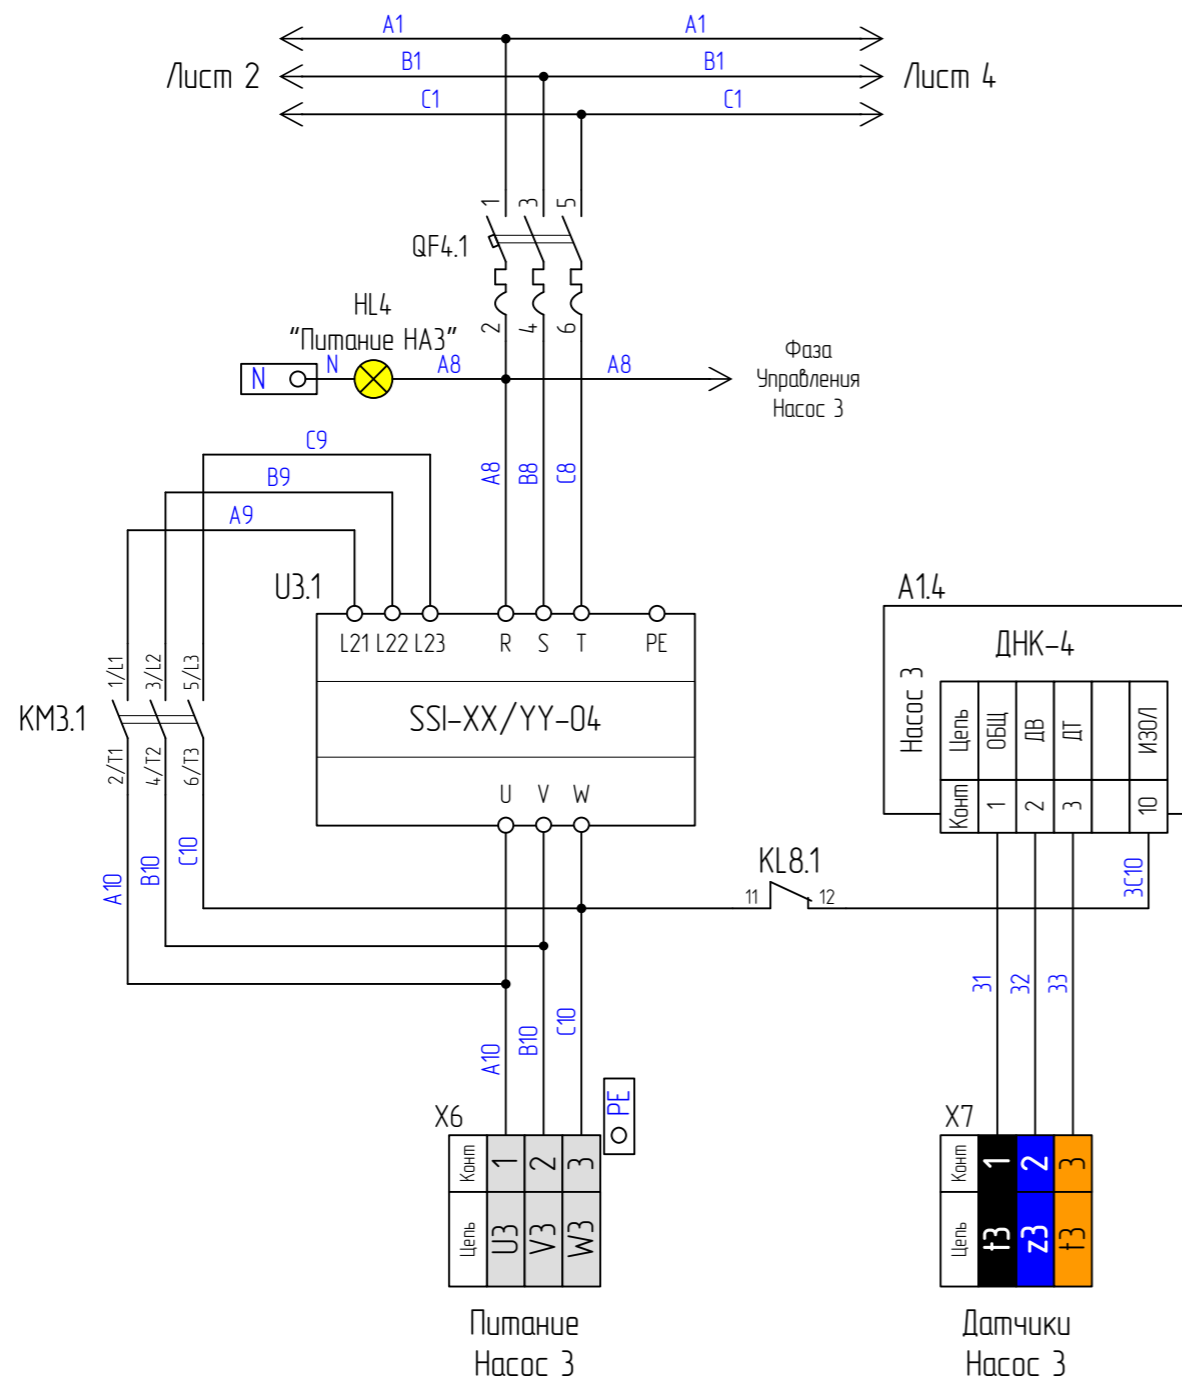 A1 A1
Лист 2 B1 B1 Лист 4
C1 C1
1 3 5
QF4.1
2 4 6
HL4
"Питание НА3"
N N A8 A8
Фаза
Управления
Насос 3
C9
B9
A9
A8 B8 C8
U3.1
L21 L22 L23 R S T PE
SSI-XX/YY-04
U V W
KM3.1
1/L1 3/L2 5/L3
2/T1 4/T2 6/T3
A10 B10 C10
A1.4
ДНК-4
Насос 3
Цепь ОБЩ ДВ ДТ ИЗОЛ
Конт 1 2 3 10
KL8.1
11 12
3C10
31 32 33
A10 B10 C10
PE
X6
Конт 1 2 3
Цепь U3 V3 W3
Питание
Насос 3
X7
Конт 1 2 3
Цепь t3 z3 t3
Датчики
Насос 3